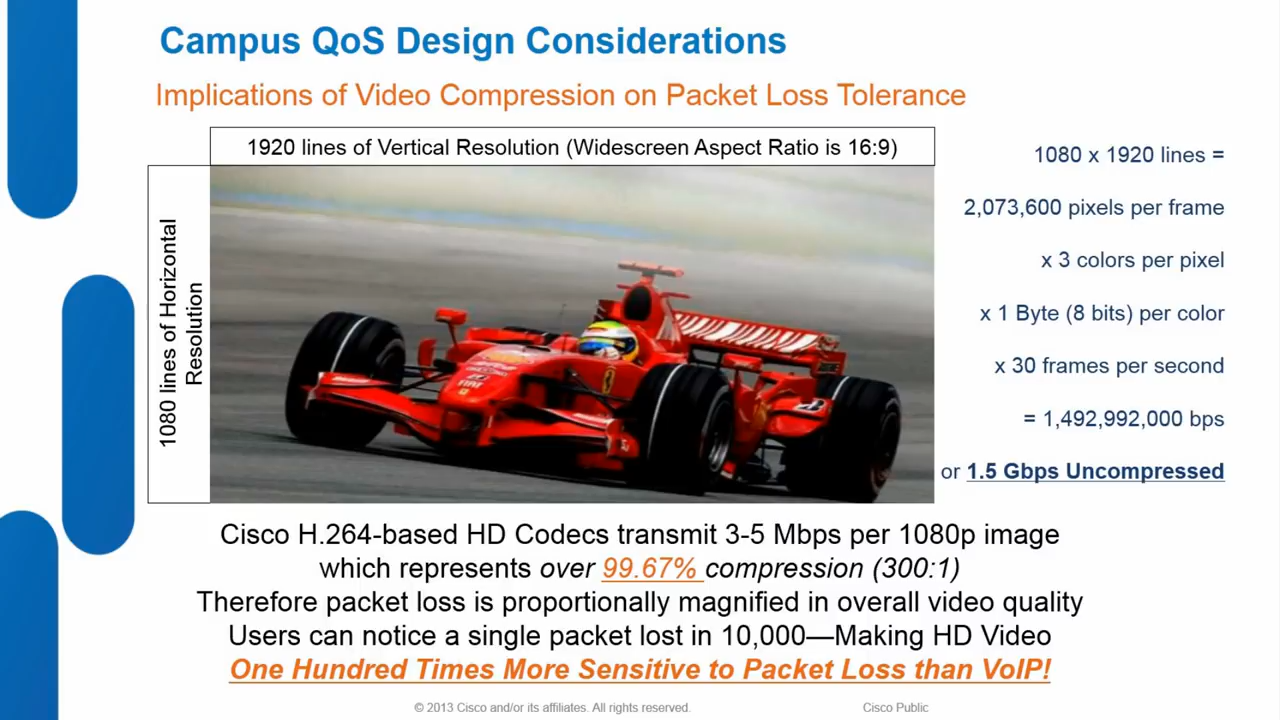 Campus QoS Design Considerations
Implications of Video Compression on Packet Loss Tolerance
1920 lines of Vertical Resolution (Widescreen Aspect Ratio is 16:9)
1080 lines of Horizontal
Resolution
1080 x 1920 lines =
2,073,600 pixels per frame
x 3 colors per pixel
x 1 Byte (8 bits) per color
x 30 frames per second
= 1,492,992,000 bps
or 1.5 Gbps Uncompressed
Cisco H.264-based HD Codecs transmit 3-5 Mbps per 1080p image
which represents over 99.67% compression (300:1)
Therefore packet loss is proportionally magnified in overall video quality
Users can notice a single packet lost in 10,000—Making HD Video
One Hundred Times More Sensitive to Packet Loss than VoIP!
© 2013 Cisco and/or its affiliates. All rights reserved.
Cisco Public